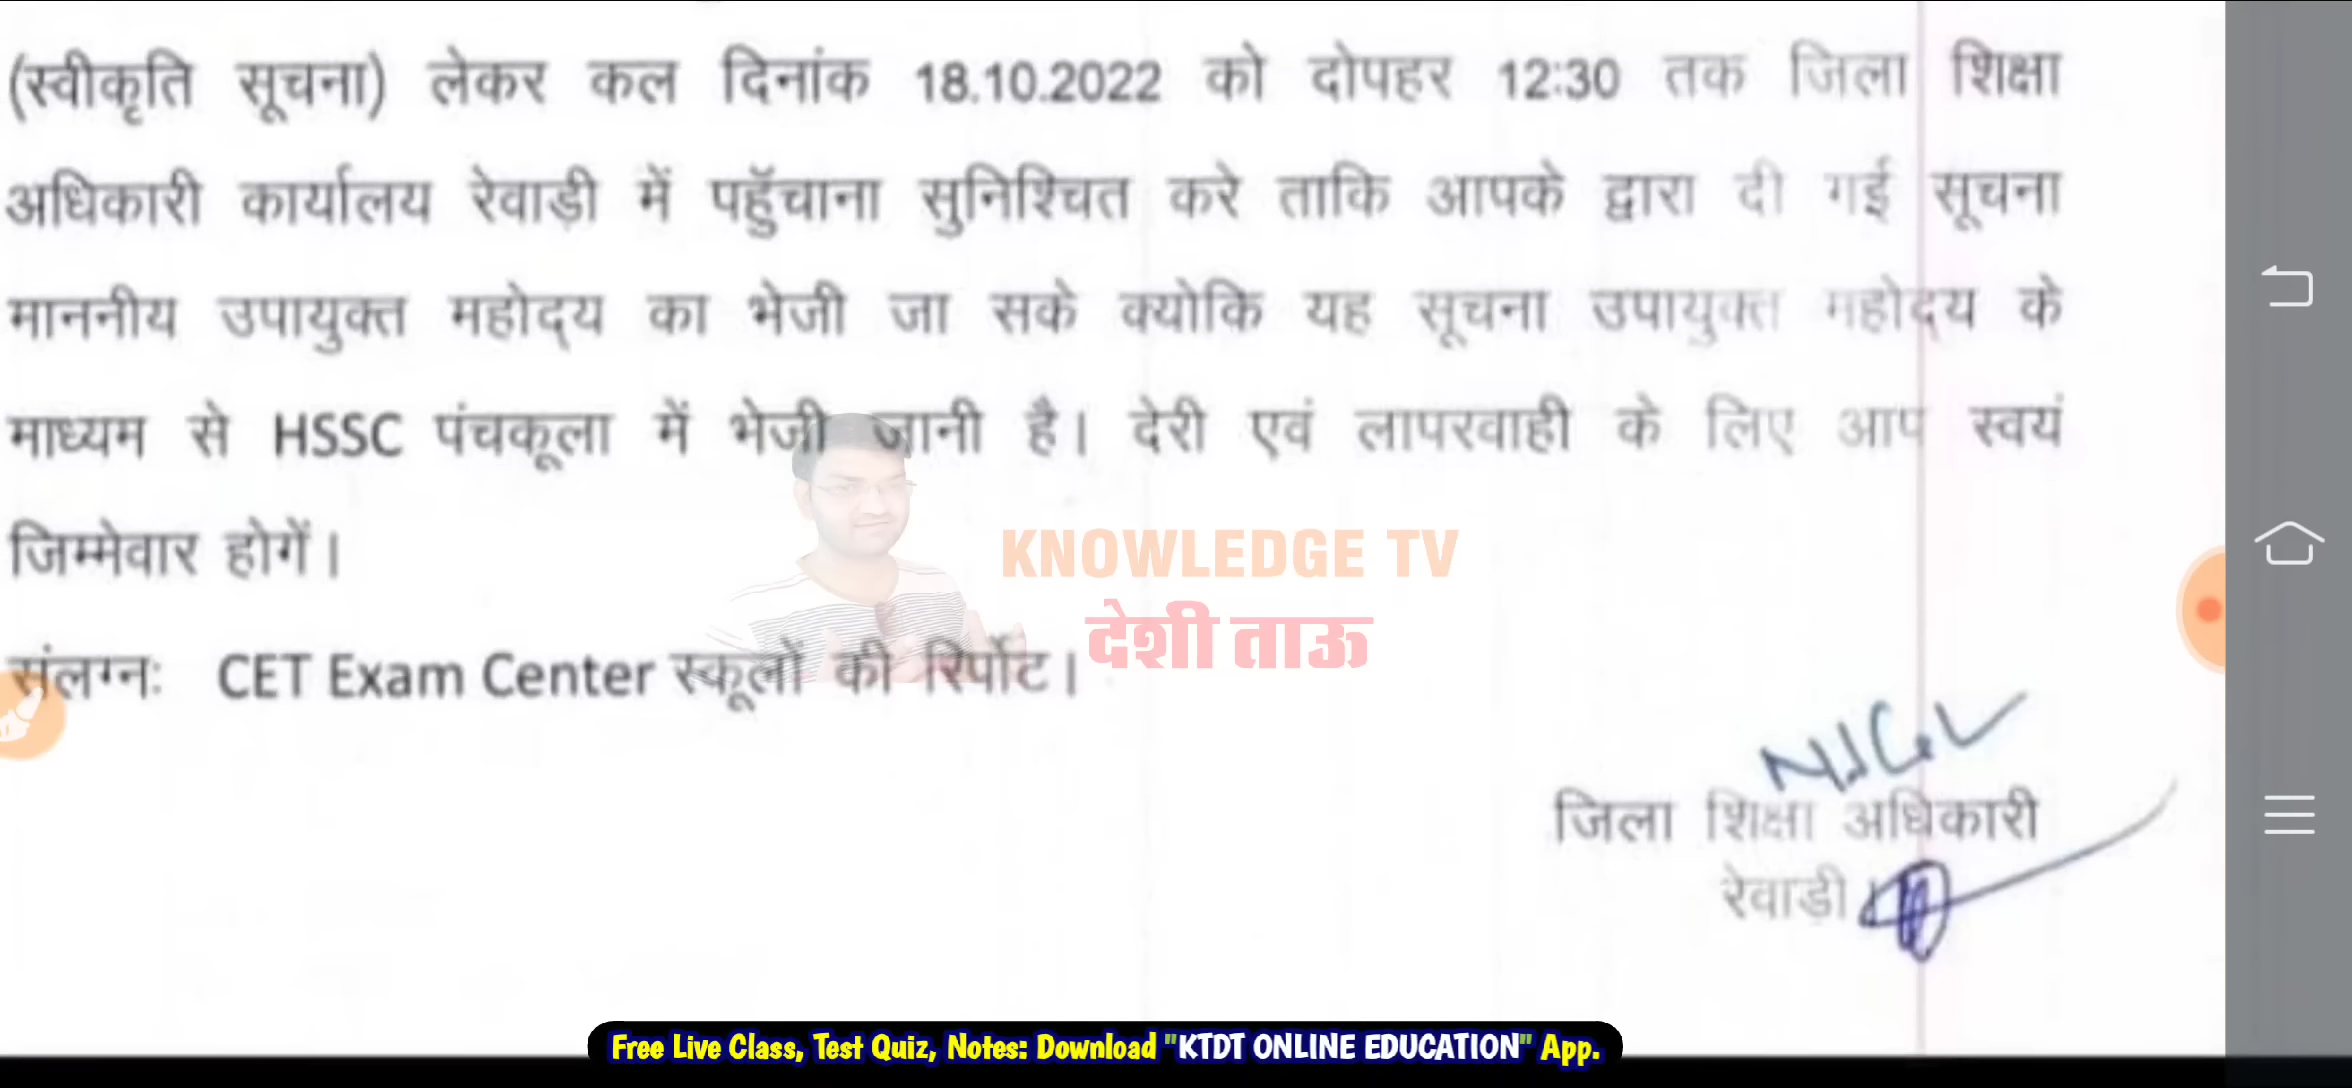 (स्वीकृति सूचना) लेकर कल दिनांक 18.10.2022 को दोपहर 12:30 तक जिला शिक्षा
अधिकारी कार्यालय रेवाड़ी में पहुॅचाना सुनिश्चित करे ताकि आपके द्वारा दी गई सूचना
माननीय उपायुक्त महोद्य का भेजी जा सके क्योकि यह सूचना उपायुक्त महोद्य के
माध्यम से HSSC पंचकूला में भेजी जानी है। देरी एवं लापरवाही के लिए आप स्वयं
जिम्मेवार होगें।
KNOWLEDGE TV
देशी ताऊ
संलग्नः CET Exam Center स्कूलों की रिर्पोट।
जिला शिक्षा अधिकारी
रेवाड़ी।
Free Live Class, Test Quiz, Notes: Download "KTDT ONLINE EDUCATION" App.